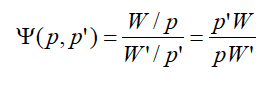 Ψ(p, p') = (W / p) / (W' / p') = p'W / pW'